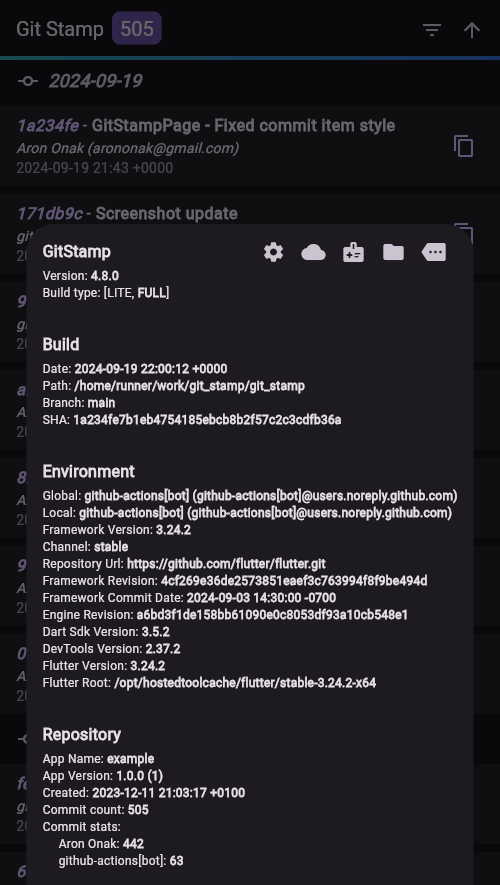 Git Stamp 505
2024-09-19
1a234fe - GitStampPage - Fixed commit item style
Aron Onak (arononak@gmail.com)
2024-09-19 21:43 +0000
171db9c - Screenshot update
GitStamp
Version: 4.8.0
Build type: [LITE, FULL]
Build
Date: 2024-09-19 22:00:12 +0000
Path: /home/runner/work/git_stamp/git_stamp
Branch: main
SHA: 1a234fe7b1eb4754185ebcb8b2f57c2c3cdfb36a
Environment
Global: github-actions[bot] (github-actions[bot]@users.noreply.github.com)
Local: github-actions[bot] (github-actions[bot]@users.noreply.github.com)
Framework Version: 3.24.2
Channel: stable
Repository Url: https://github.com/flutter/flutter.git
Framework Revision: 4cf269e36de2573851eaef3c763994f8f9be494d
Framework Commit Date: 2024-09-03 14:30:00 -0700
Engine Revision: a6bd3f1de158bb61090e0c8053df93a10cb548e1
Dart Sdk Version: 3.5.2
DevTools Version: 2.37.2
Flutter Version: 3.24.2
Flutter Root: /opt/hostedtoolcache/flutter/stable-3.24.2-x64
Repository
App Name: example
App Version: 1.0.0 (1)
Created: 2023-12-11 21:03:17 +0100
Commit count: 505
Commit stats:
Aron Onak: 442
github-actions[bot]: 63